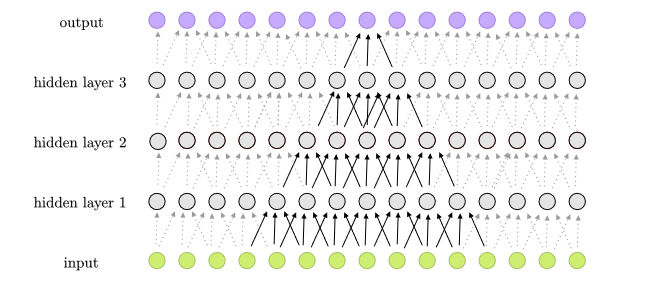 output
hidden layer 3
hidden layer 2
hidden layer 1
input